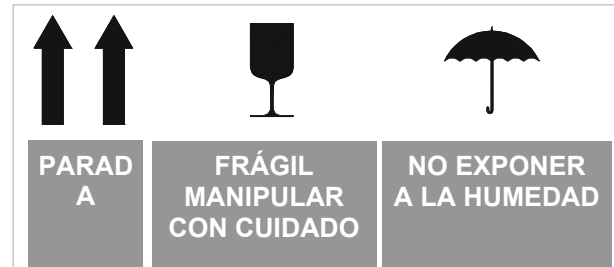 PARAD
A
FRÁGIL
MANIPULAR
CON CUIDADO
NO EXPONER
A LA HUMEDAD